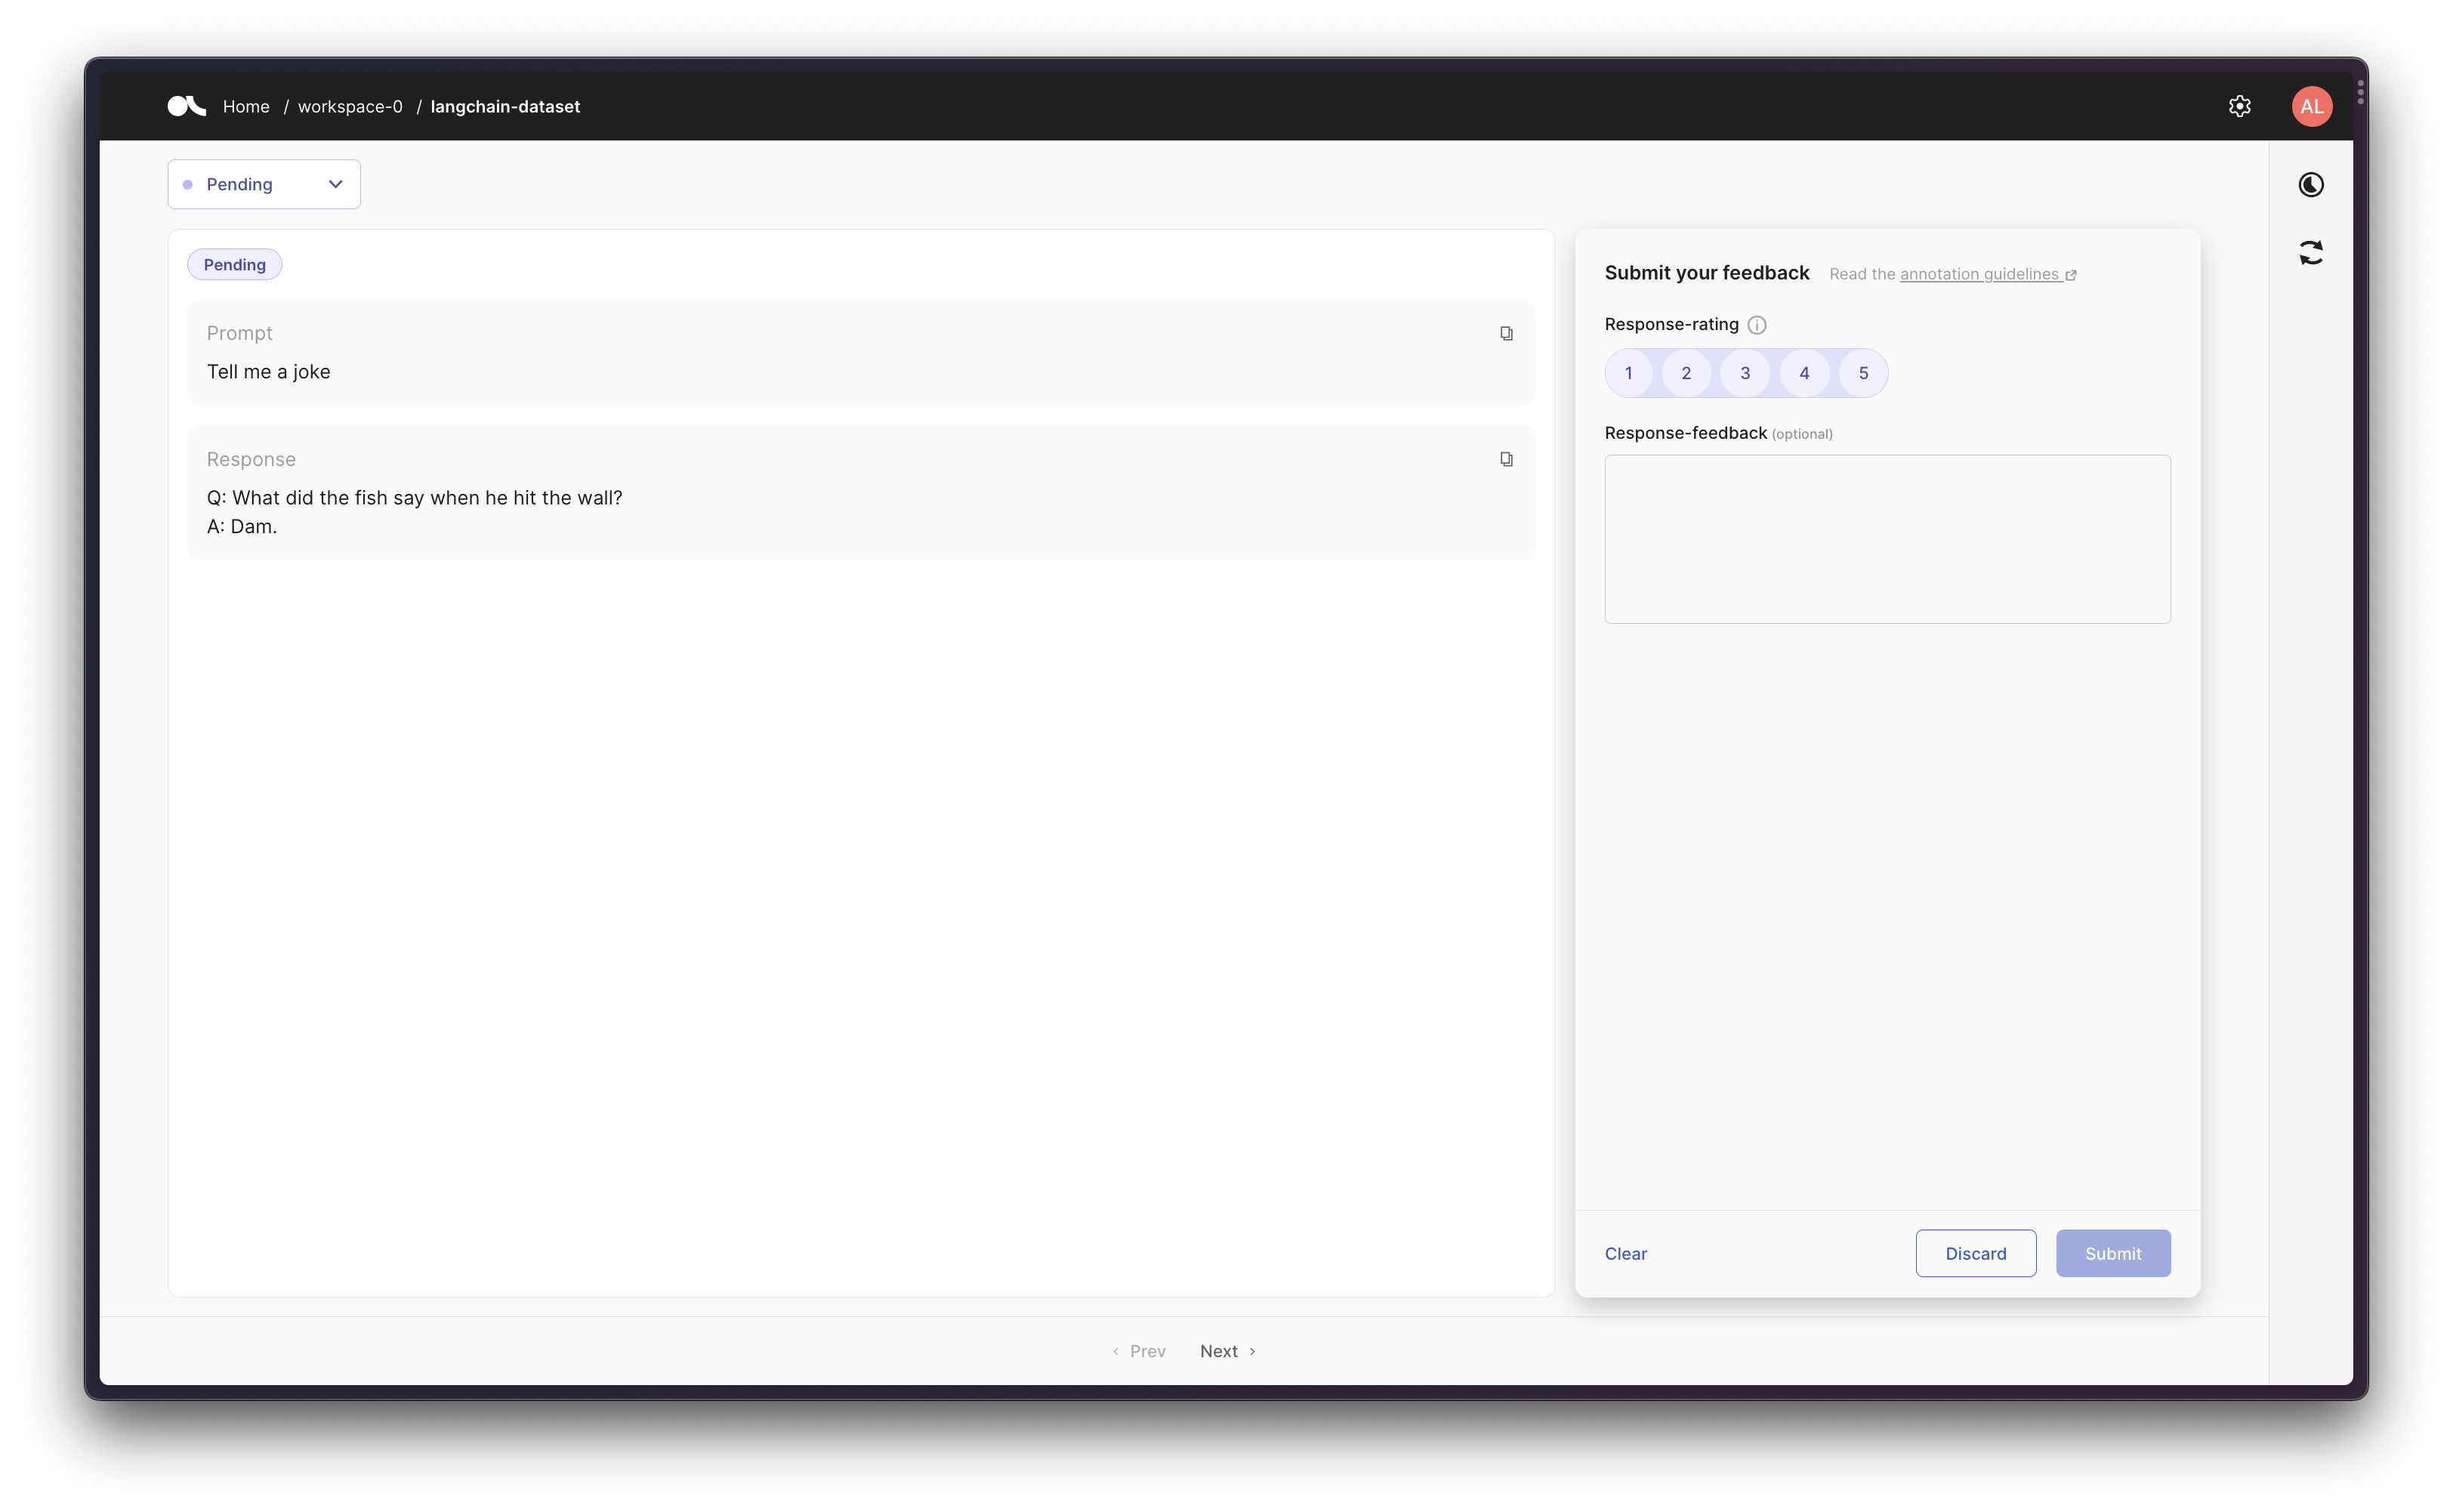 Home / workspace-0 / langchain-dataset
AL
Pending
Pending
Prompt
Tell me a joke
Response
Q: What did the fish say when he hit the wall?
A: Dam.
Submit your feedback Read the annotation guidelines
Response-rating
1 2 3 4 5
Response-feedback (optional)
Clear Discard Submit
Prev Next